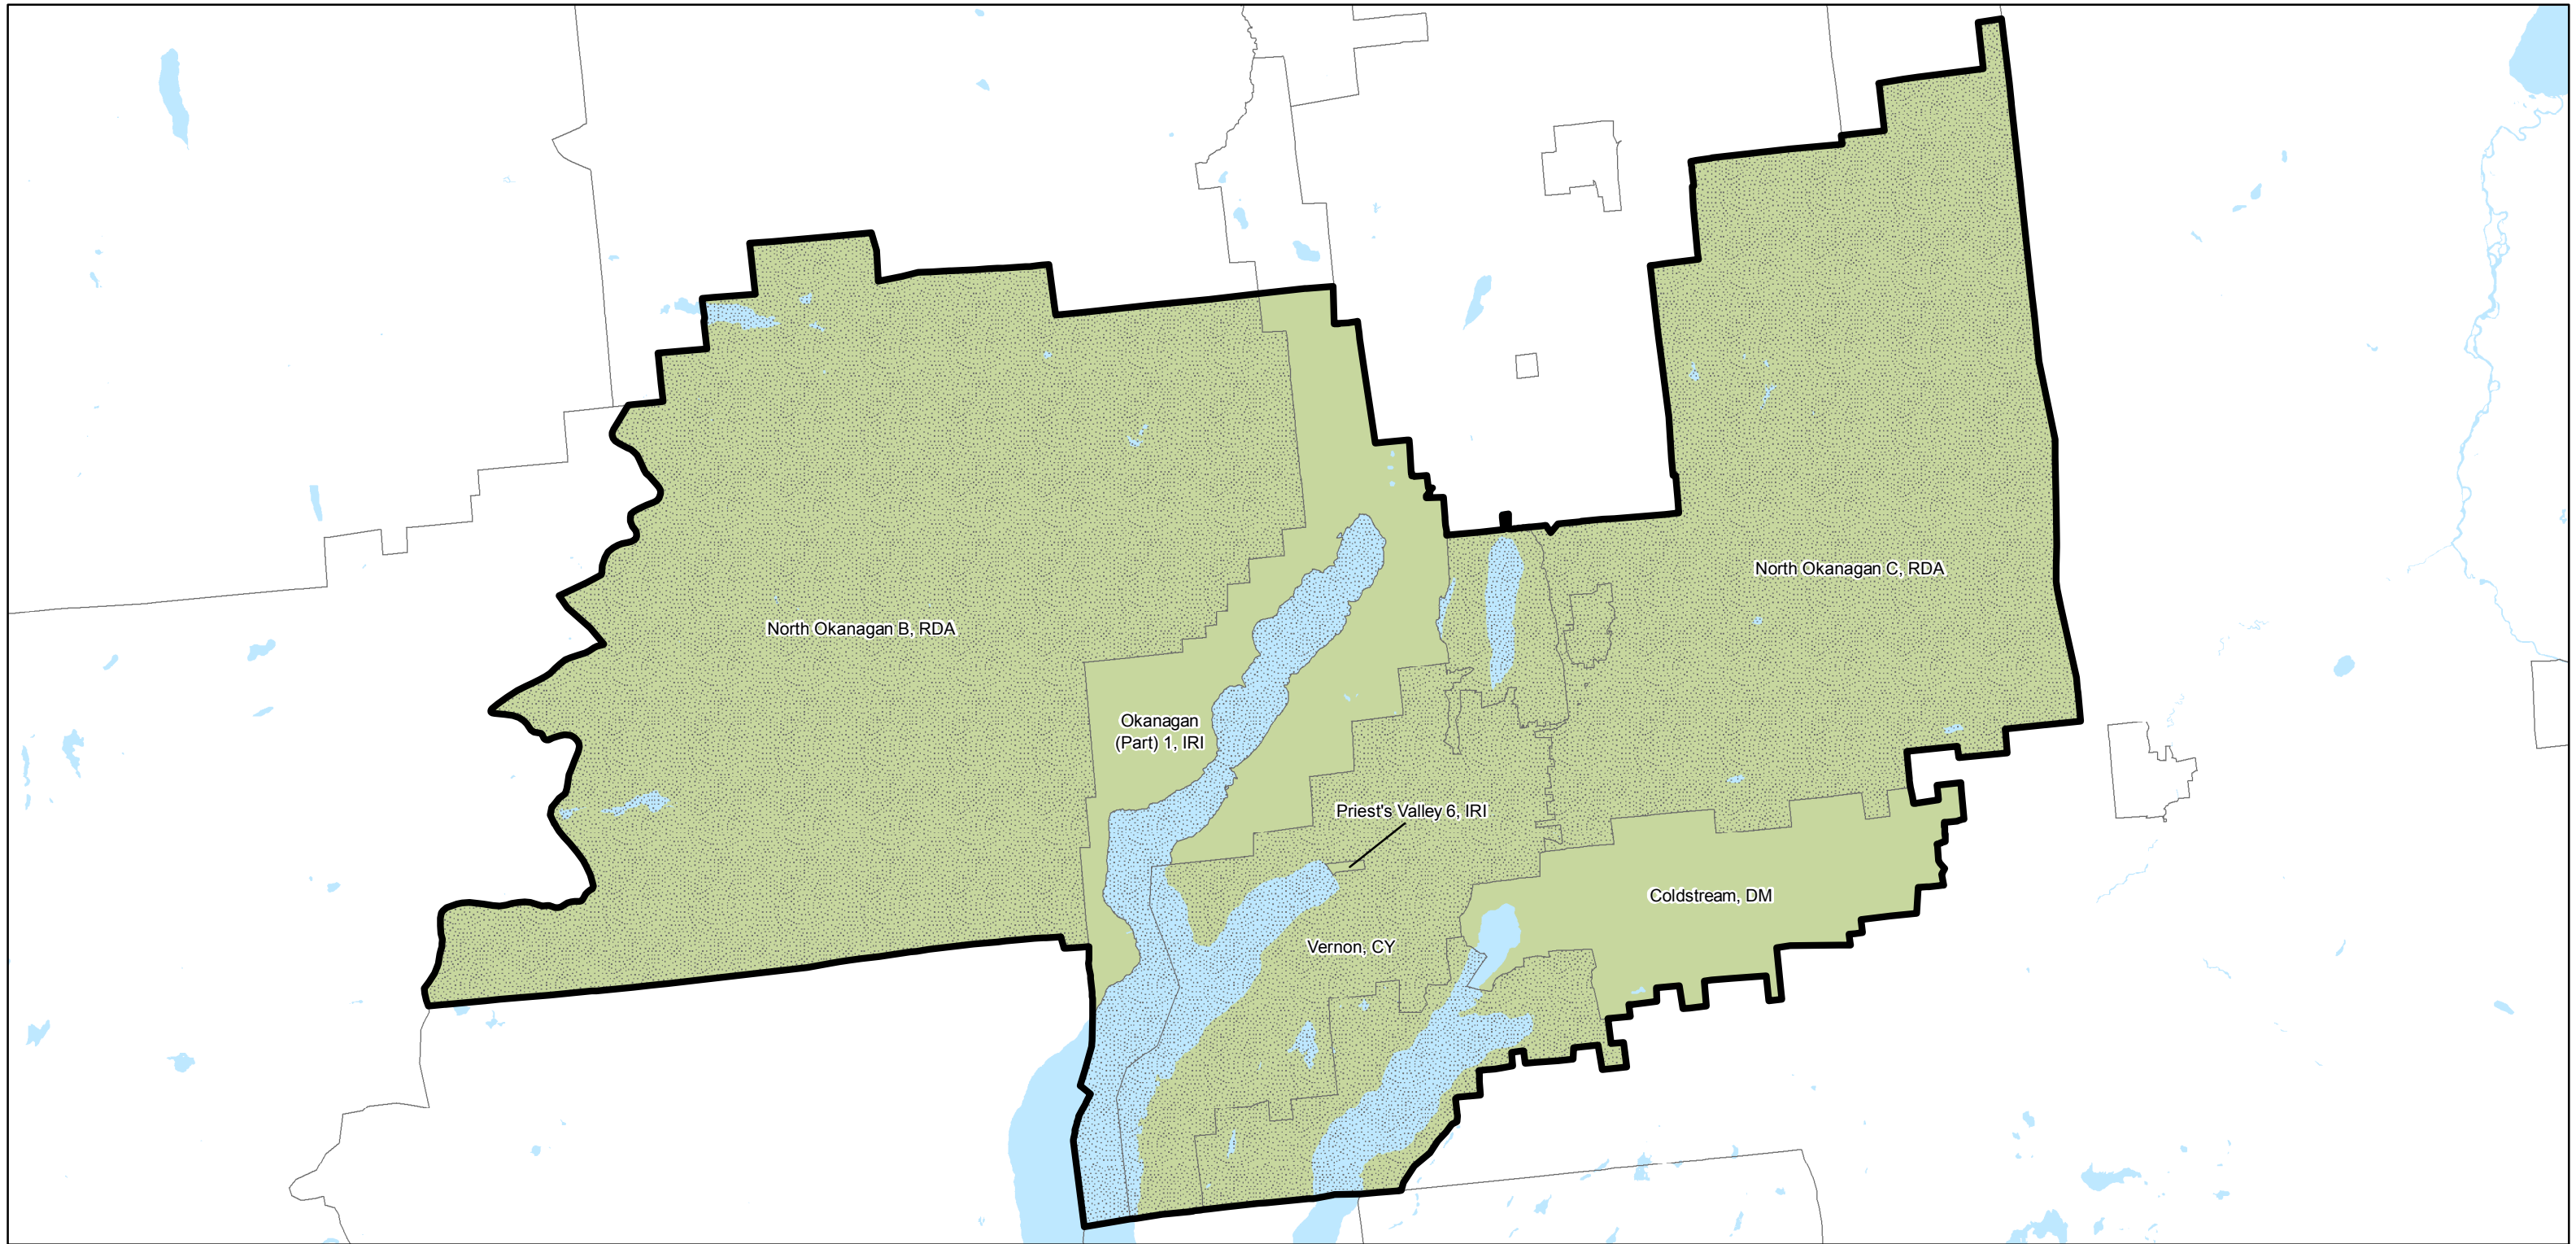 North Okanagan C, RDA
North Okanagan B, RDA
Okanagan
(Part) 1, IRI
Priest's Valley 6, IRI
Coldstream, DM
Vernon, CY